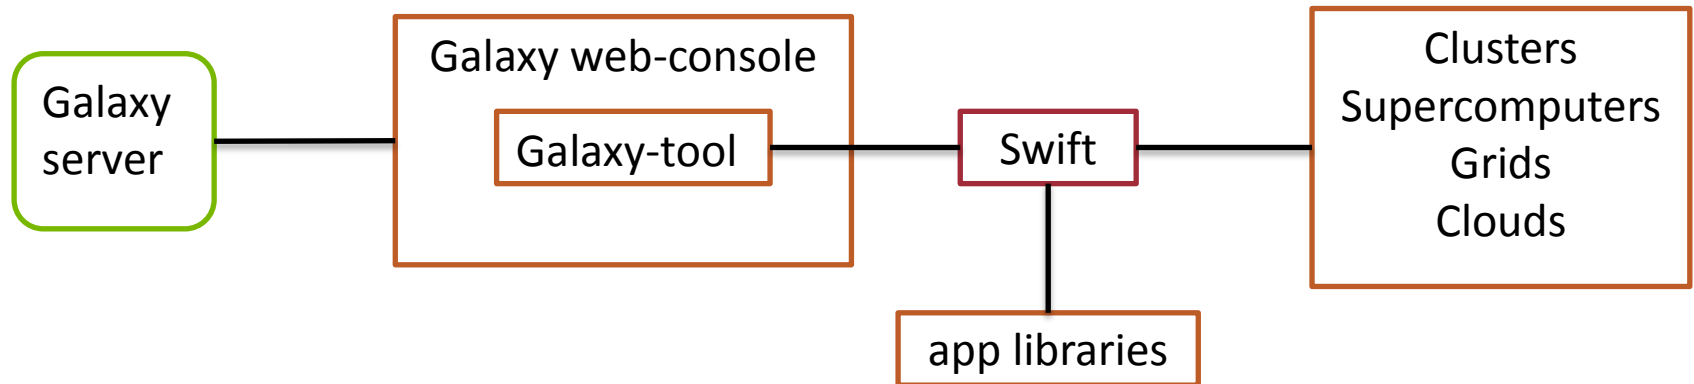 Galaxy
server
Galaxy web-console
Galaxy-tool
Swift
app libraries
Clusters
Supercomputers
Grids
Clouds